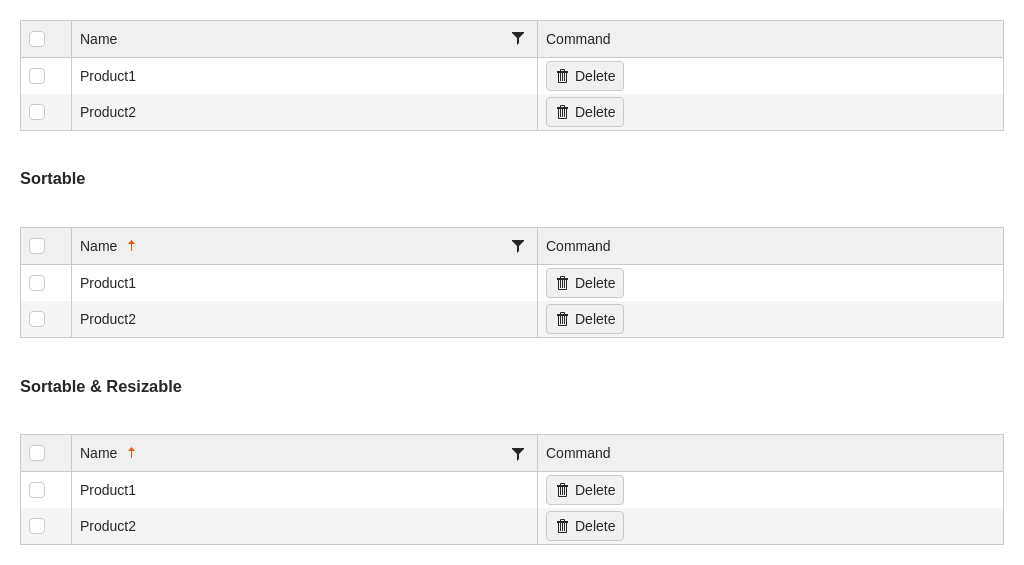 Name Command
Product1 Delete
Product2 Delete
Sortable
Name Command
Product1 Delete
Product2 Delete
Sortable & Resizable
Name Command
Product1 Delete
Product2 Delete